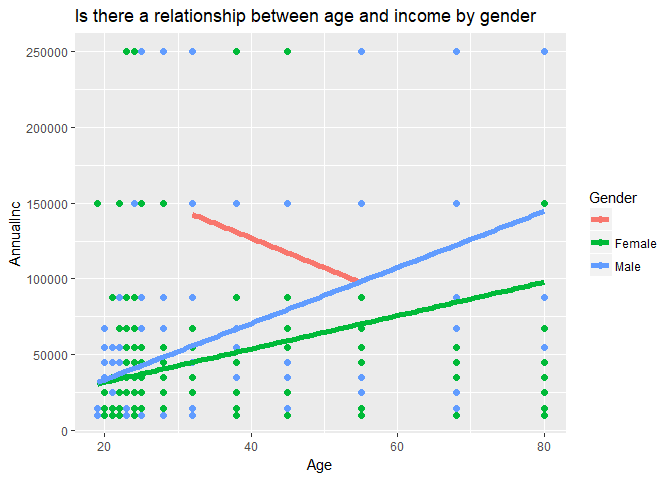 Is there a relationship between age and income by gender
250000
200000
150000
100000
50000
0
AnnualInc
20
40
60
80
Age
Gender
Female
Male